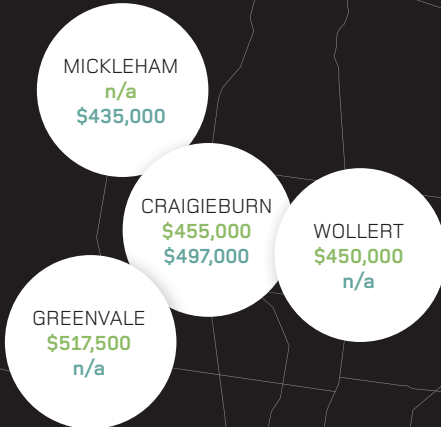 MICKLEHAM
n/a
$435,000
CRAIGIEBURN
$455,000
$497,000
WOLLERT
$450,000
n/a
GREENVALE
$517,500
n/a